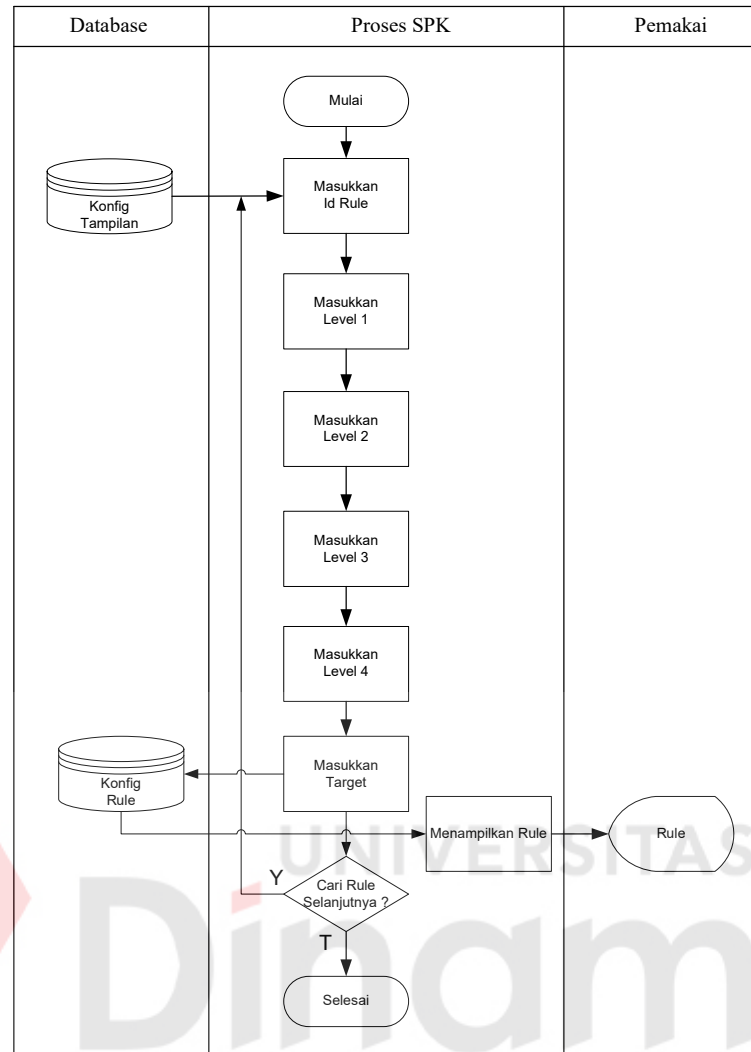 Database
Proses SPK
Pemakai
Mulai
Konfig
Tampilan
Masukkan
Id Rule
Masukkan
Level 1
Masukkan
Level 2
Masukkan
Level 3
Masukkan
Level 4
Konfig
Rule
Masukkan
Target
Menampilkan Rule
Rule
UNIVERSITAS
Y
Cari Rule
Selanjutnya ?
Dinam
T
Selesai